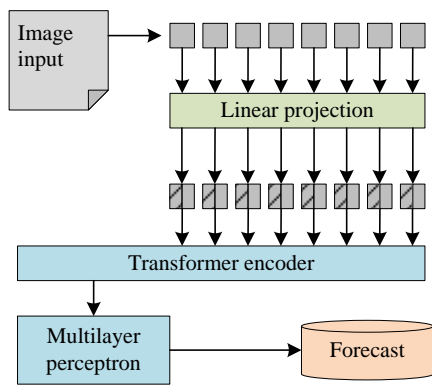 Image
input
Linear projection
Transformer encoder
Multilayer
perceptron
Forecast